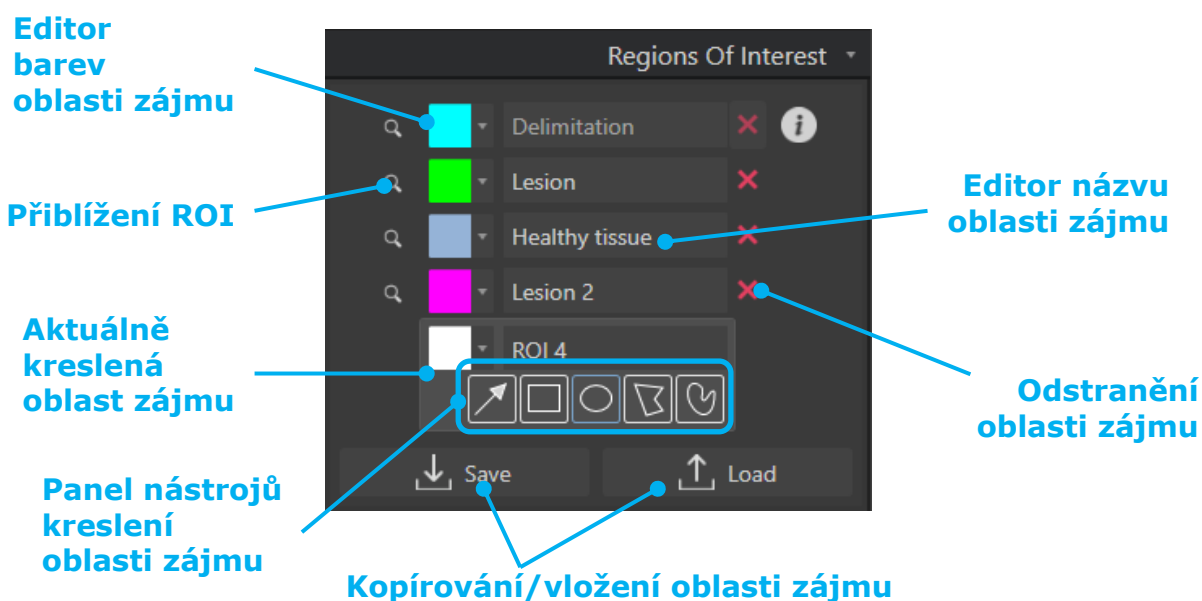 Editor
barev
oblasti zájmu
Regions Of Interest
Delimitation
i
Lesion
Přiblížení ROI
Editor názvu
oblasti zájmu
Healthy tissue
Lesion 2
Aktuálně
kreslená
oblast zájmu
ROI 4
Odstranění
oblasti zájmu
Save
Load
Panel nástrojů
kreslení
oblasti zájmu
Kopírování/vložení oblasti zájmu